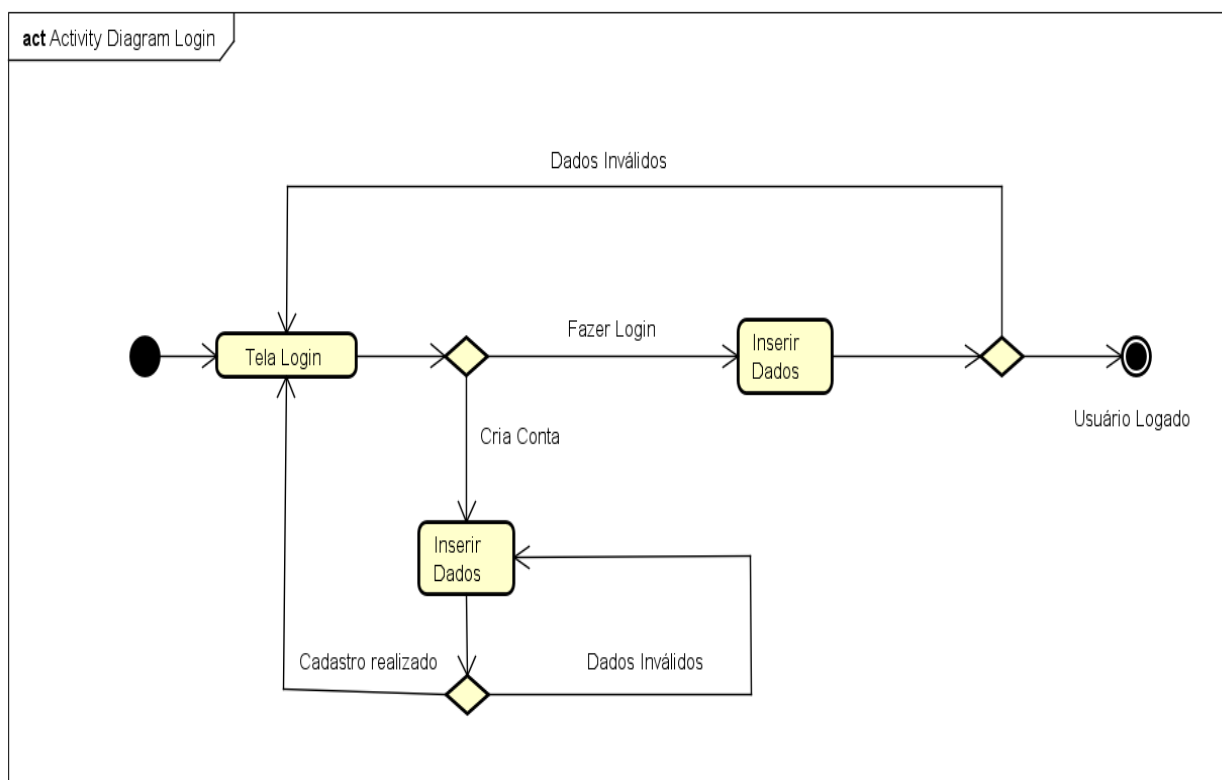 act Activity Diagram Login
Dados Inválidos
Tela Login
Fazer Login
Inserir
Dados
Usuário Logado
Cria Conta
Inserir
Dados
Cadastro realizado
Dados Inválidos